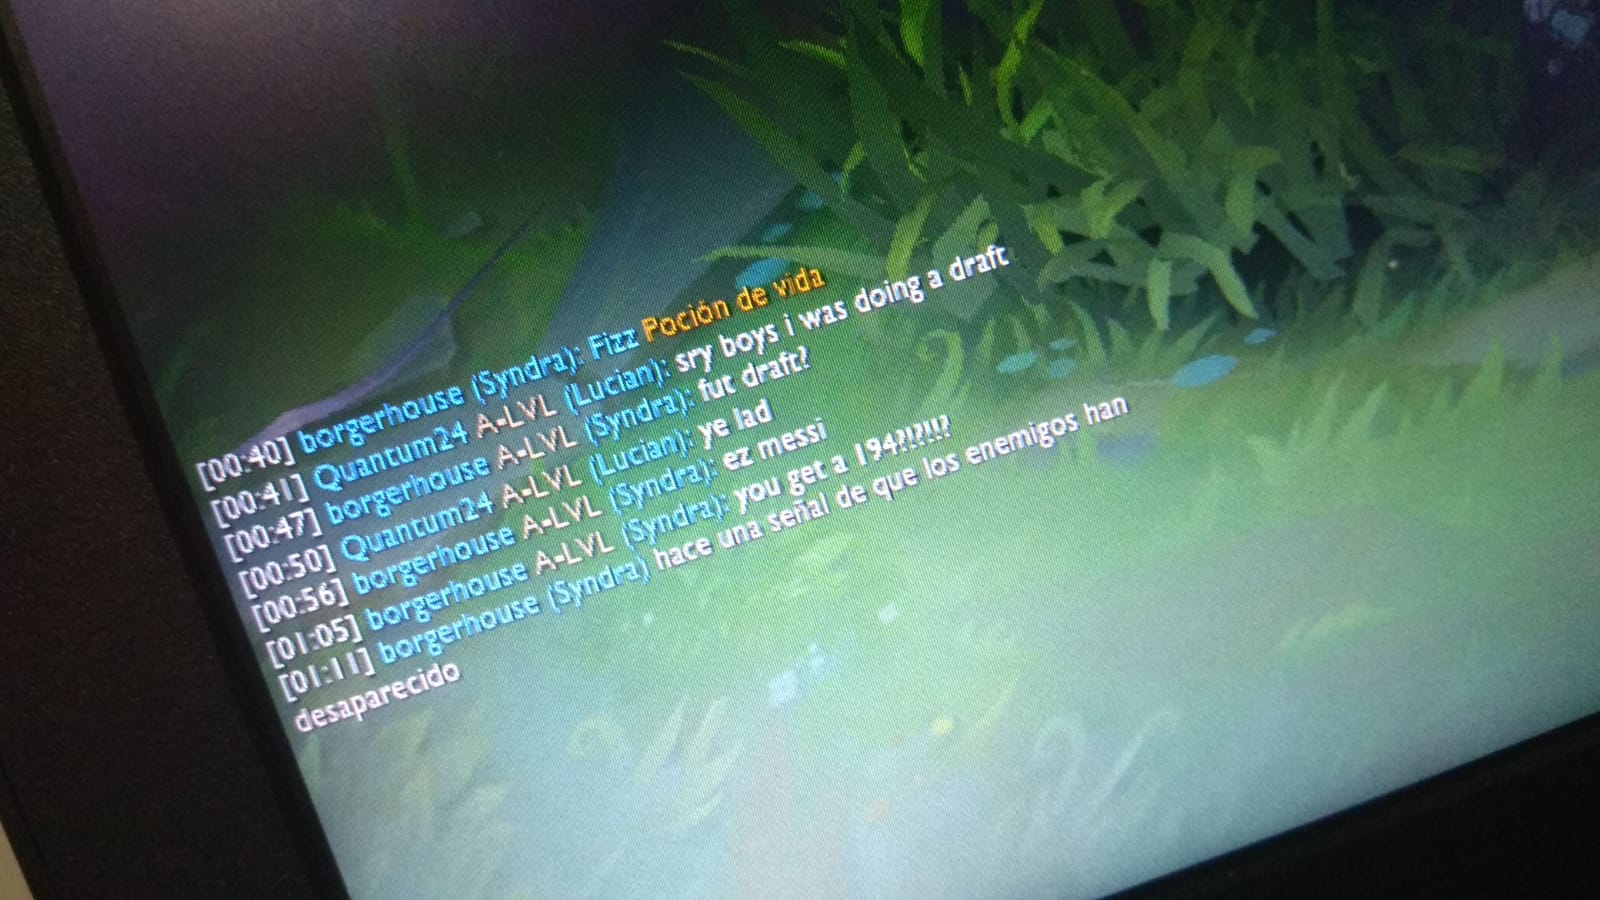 [00:40] borgerhouse (Syndra): Fizz Poción de vida
[00:41] Quantum24 A-LVL (Lucian): sry boys i was doing a draft
[00:47] borgerhouse A-LVL (Syndra): fut draft?
[00:50] Quantum24 A-LVL (Lucian): ye lad
[00:56] borgerhouse A-LVL (Syndra): ez messi
[01:05] borgerhouse A-LVL (Syndra): you get a 194?!?!!?
[01:11] borgerhouse (Syndra) hace una señal de que los enemigos han
desaparecido